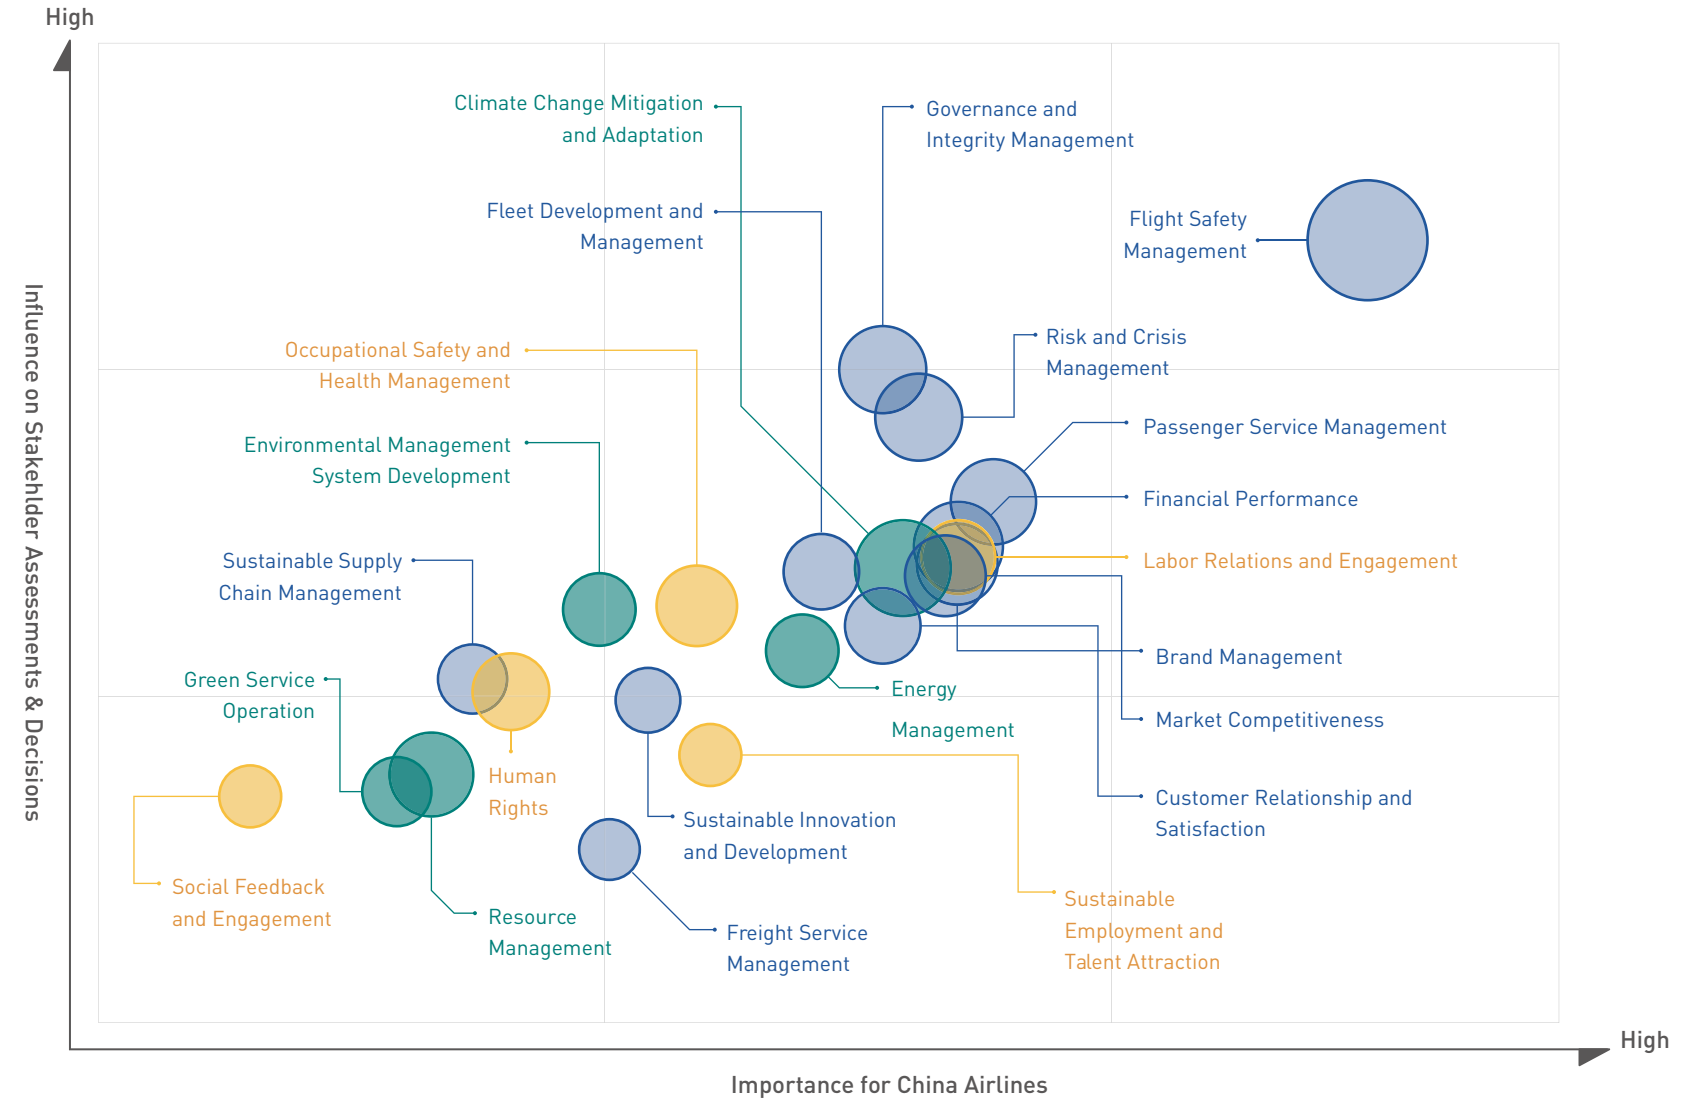 High
Climate Change Mitigation
and Adaptation
Governance and
Integrity Management
Fleet Development and
Management
Flight Safety
Management
Occupational Safety and
Health Management
Risk and Crisis
Management
Environmental Management
System Development
Passenger Service Management
Financial Performance
Sustainable Supply
Chain Management
Labor Relations and Engagement
Influence on Stakehlder Assessments & Decisions
Green Service
Operation
Energy
Management
Brand Management
Market Competitiveness
Human
Rights
Customer Relationship and
Satisfaction
Sustainable Innovation
and Development
Social Feedback
and Engagement
Resource
Management
Freight Service
Management
Sustainable
Employment and
Talent Attraction
High
Importance for China Airlines